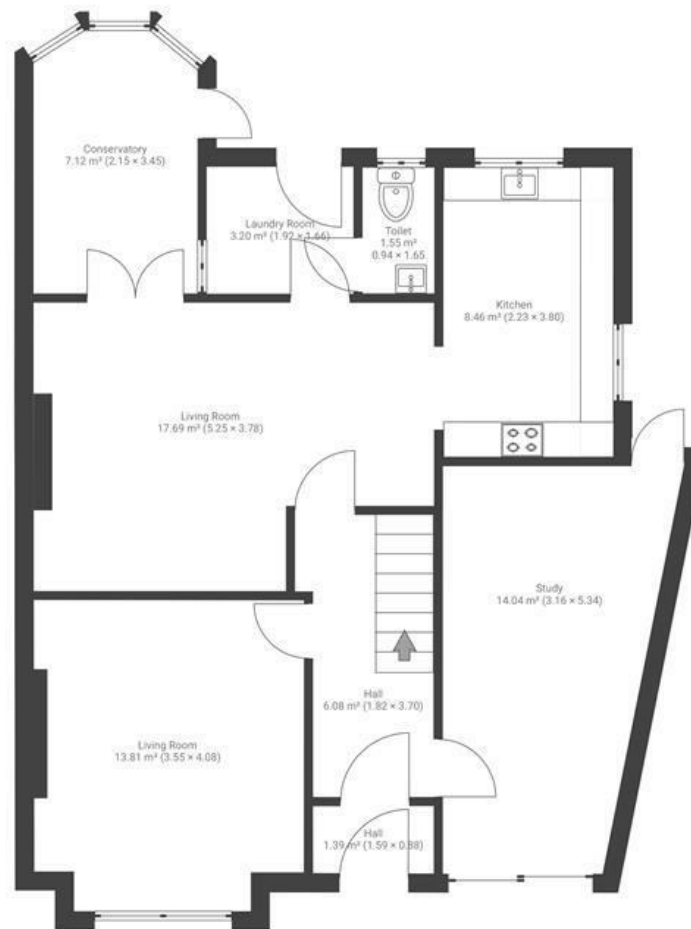 Conservatory
7.12 m² (2.15 × 3.45)
Laundry Room
3.20 m² (1.92 × 1.66)
Toilet
1.55 m²
0.94 × 1.65
Kitchen
8.46 m² (2.23 × 3.80)
Living Room
17.69 m² (5.25 × 3.78)
Study
14.04 m² (3.16 × 5.34)
Hall
6.08 m² (1.82 × 3.70)
Living Room
13.81 m² (3.55 × 4.08)
Hall
1.39 m² (1.59 × 0.88)